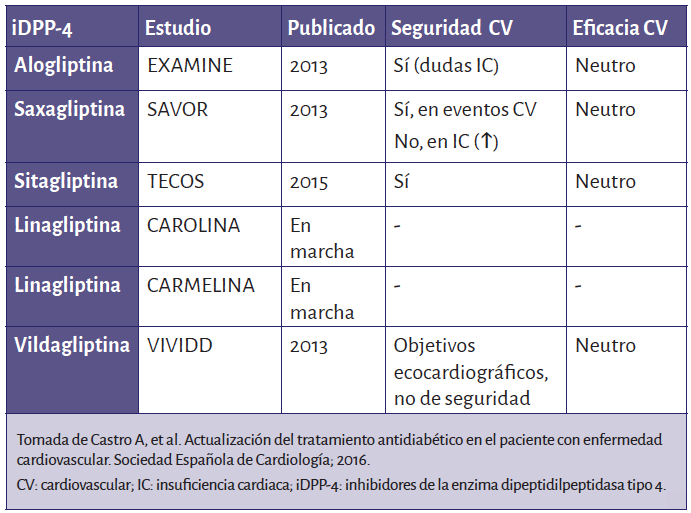 iDPP-4 Estudio Publicado Seguridad CV Eficacia CV
Alogliptina EXAMINE 2013 Sí (dudas IC) Neutro
Saxagliptina SAVOR 2013 Sí, en eventos CV Neutro
No, en IC (↑)
Sitagliptina TECOS 2015 Sí Neutro
Linagliptina CAROLINA En - -
marcha
Linagliptina CARMELINA En - -
marcha
Vildagliptina VIVIDD 2013 Objetivos Neutro
ecocardiográficos,
no de seguridad
Tomada de Castro A, et al. Actualización del tratamiento antidiabético en el paciente con enfermedad
cardiovascular. Sociedad Española de Cardiología; 2016.
CV: cardiovascular; IC: insuficiencia cardiaca; iDPP-4: inhibidores de la enzima dipeptidilpeptidasa tipo 4.